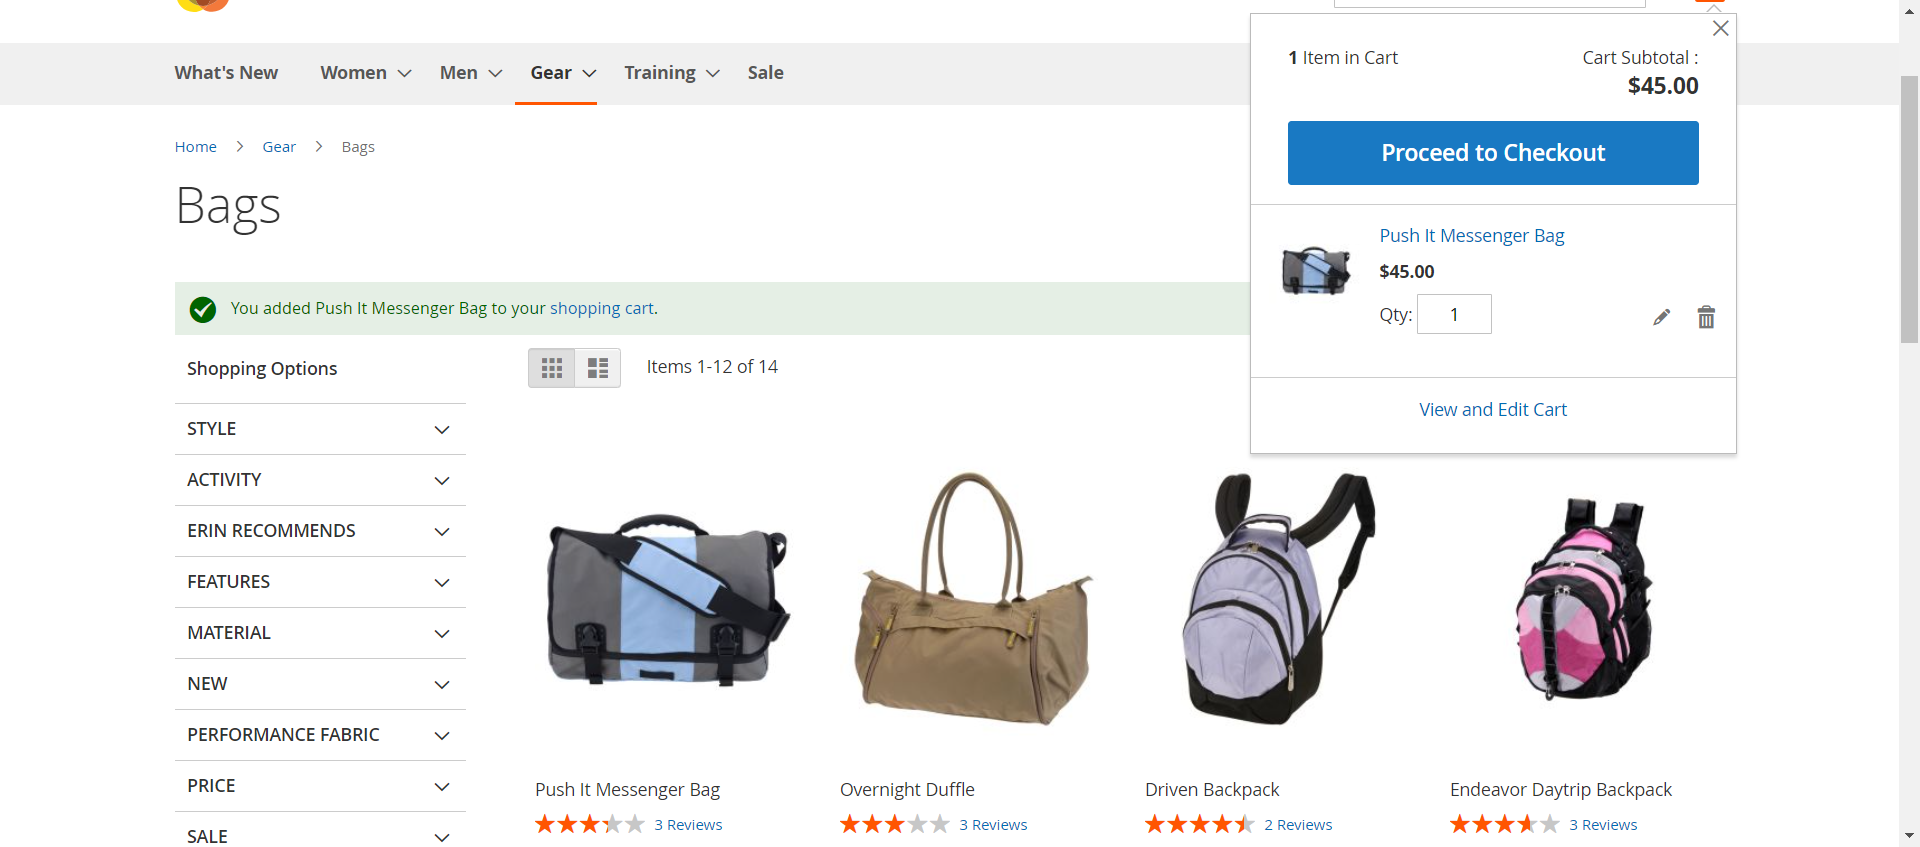 What's New
Women
Men
Gear
Training
Sale
1 Item in Cart
Cart Subtotal :
$45.00
Proceed to Checkout
Push It Messenger Bag
$45.00
Qty: 1
View and Edit Cart
Home > Gear > Bags
Bags
You added Push It Messenger Bag to your shopping cart.
Shopping Options
STYLE
ACTIVITY
ERIN RECOMMENDS
FEATURES
MATERIAL
NEW
PERFORMANCE FABRIC
PRICE
SALE
Items 1-12 of 14
Push It Messenger Bag
3 Reviews
Overnight Duffle
3 Reviews
Driven Backpack
2 Reviews
Endeavor Daytrip Backpack
3 Reviews